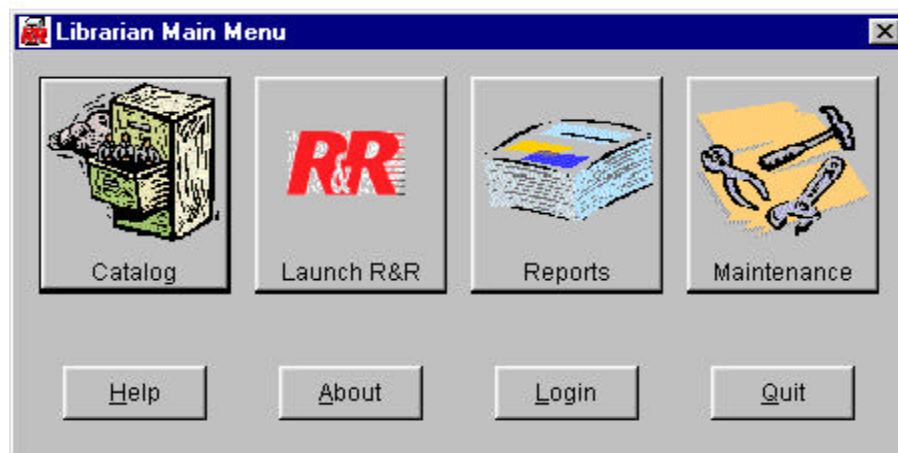 Librarian Main Menu
R&R
Catalog
Launch R&R
Reports
Maintenance
Help
About
Login
Quit